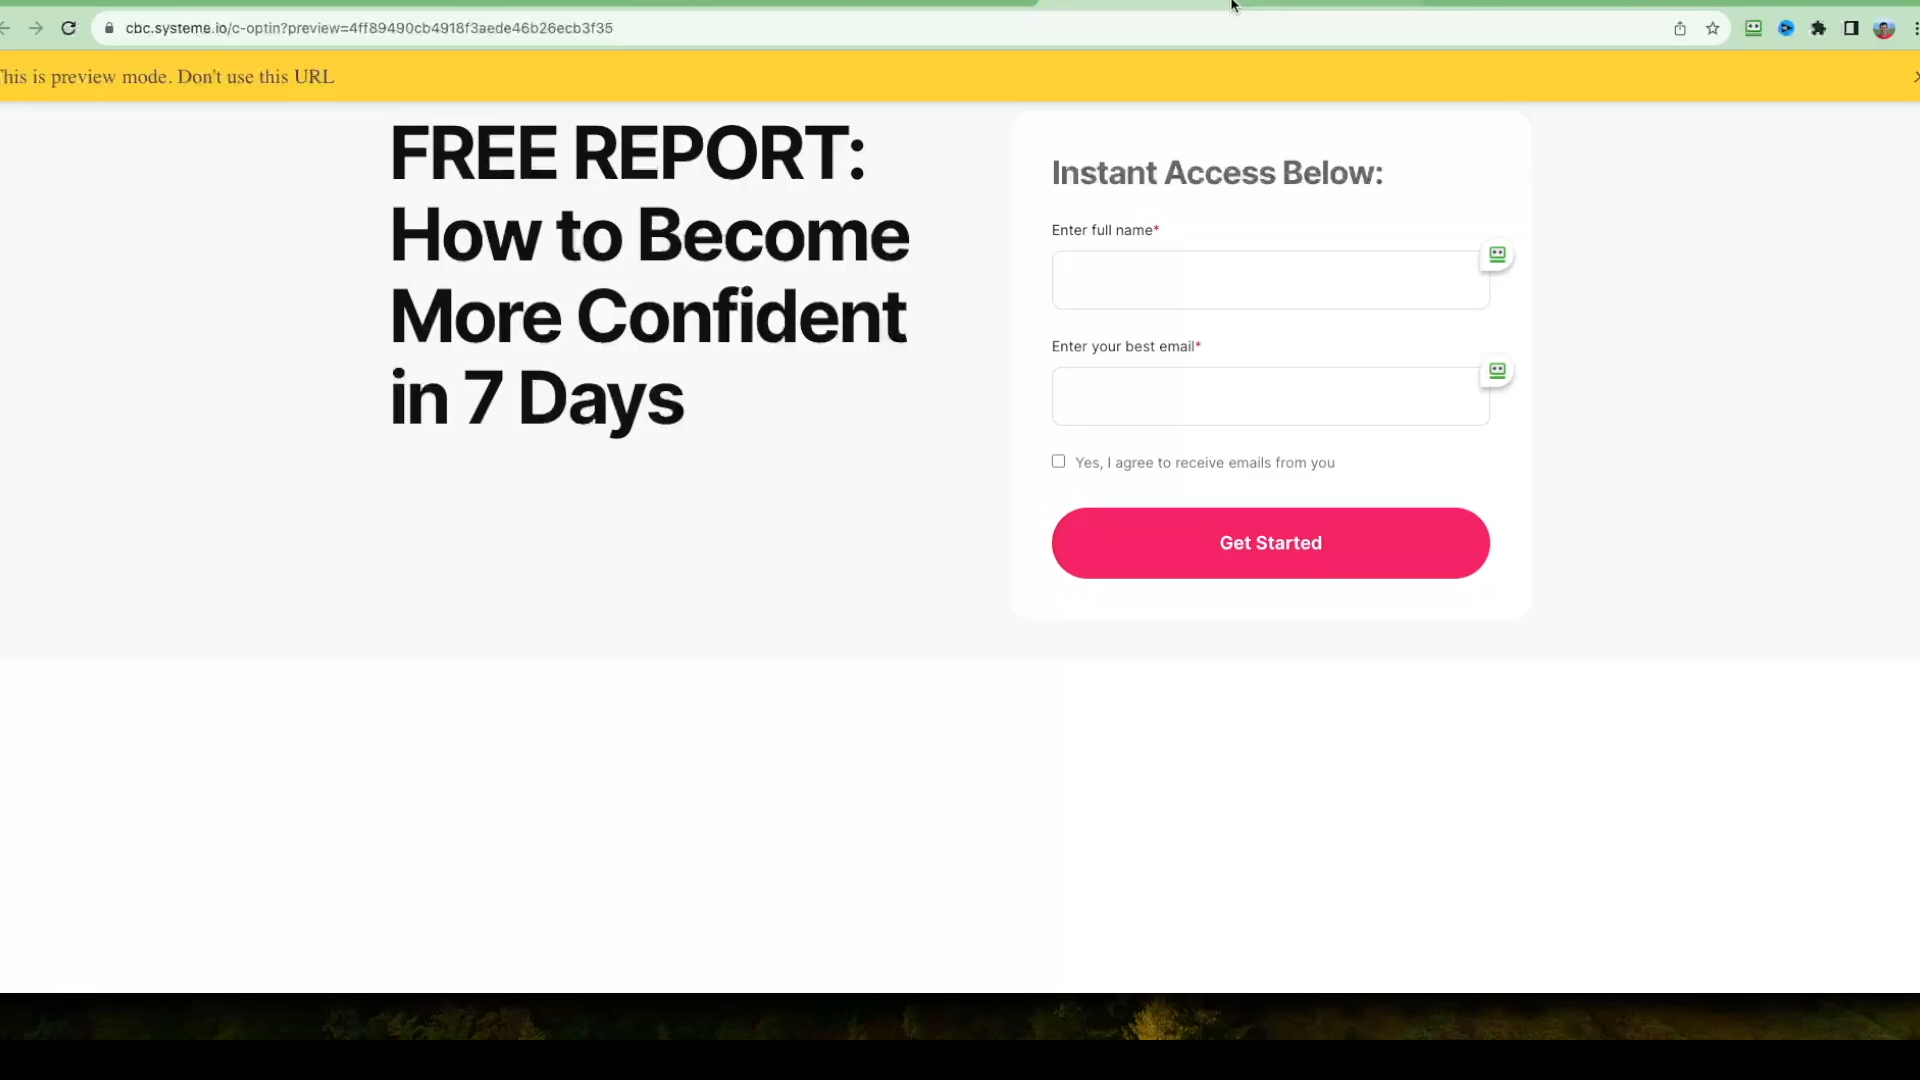 cbc.systeme.io/c-optin?preview=4ff89490cb4918f3aede46b26ecb3f35
his is preview mode. Don't use this URL
FREE REPORT:
How to Become
More Confident
in 7 Days
Instant Access Below:
Enter full name*
Enter your best email*
Yes, I agree to receive emails from you
Get Started